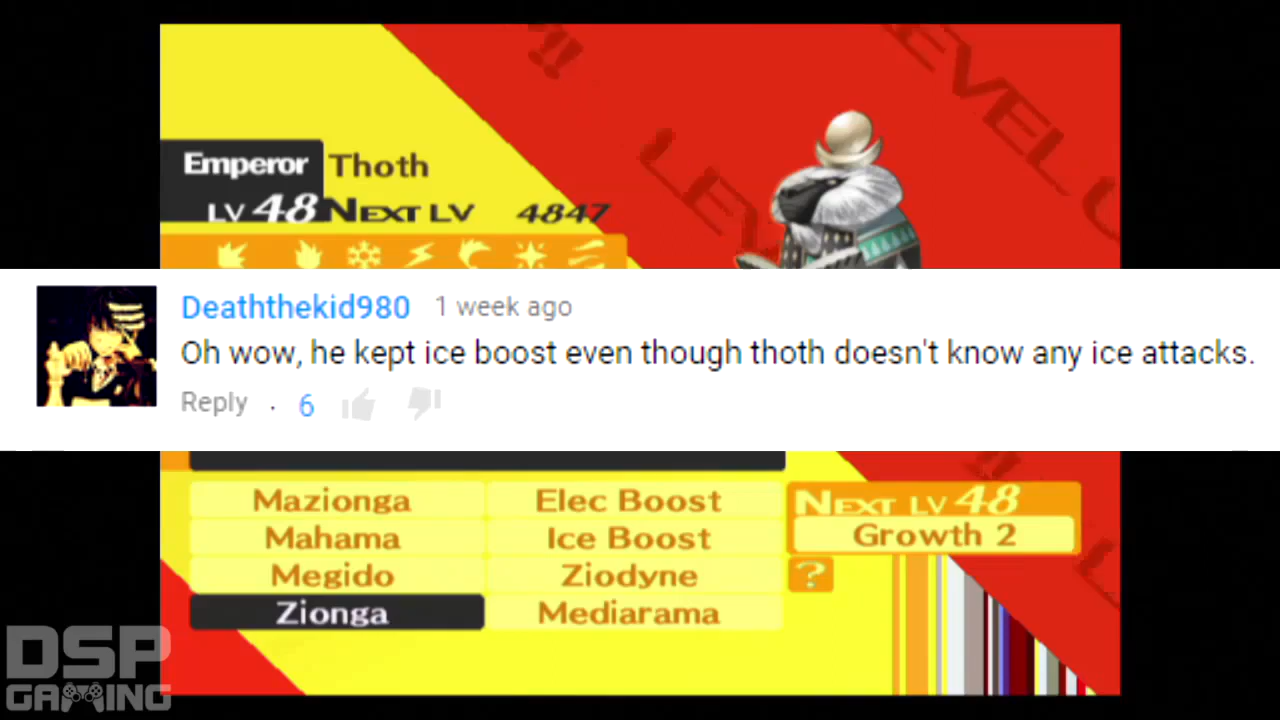 !!
LEVEL U
LEV
Emperor Thoth
LV 48 NEXT LV 4847
Deaththekid980 1 week ago
Oh wow, he kept ice boost even though thoth doesn't know any ice attacks.
Reply · 6
Mazionga Elec Boost NEXT LV 48
Mahama Ice Boost Growth 2
Megido Ziodyne ?
Zionga Mediarama
DSP
GAMING